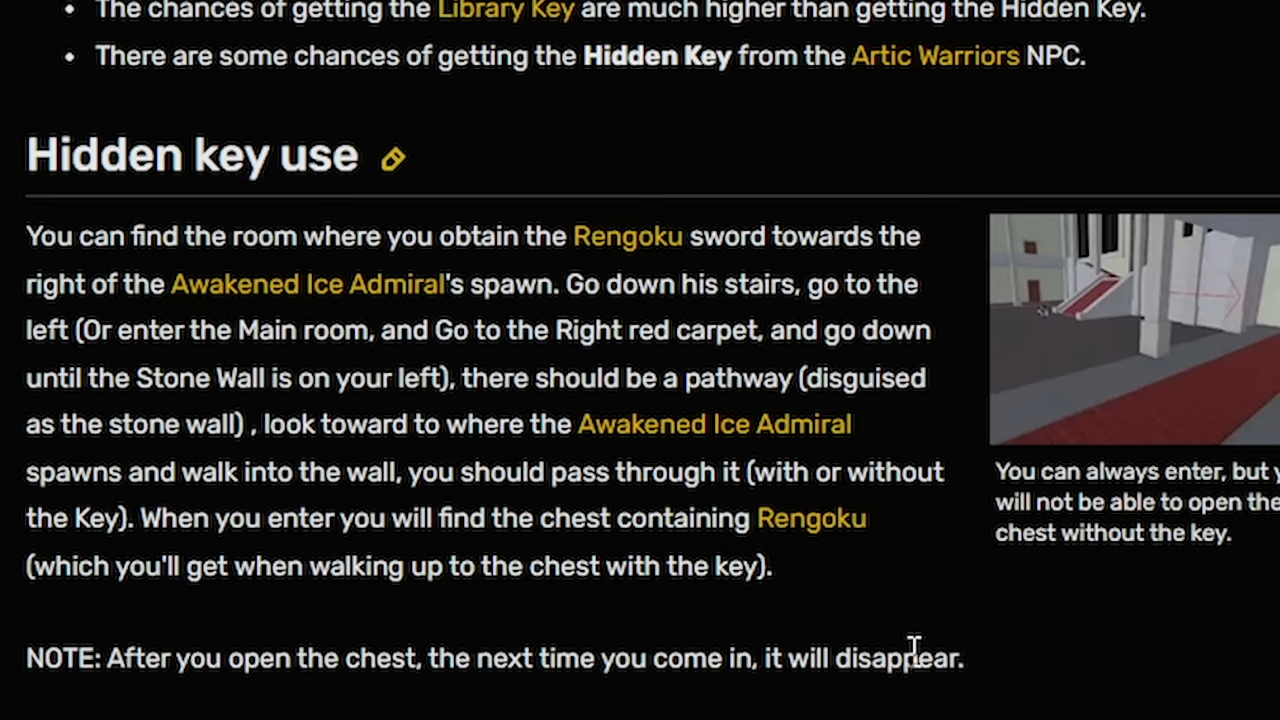 The chances of getting the Library Key are much higher than getting the Hidden Key.
There are some chances of getting the Hidden Key from the Artic Warriors NPC.
Hidden key use
You can find the room where you obtain the Rengoku sword towards the
right of the Awakened Ice Admiral's spawn. Go down his stairs, go to the
left (Or enter the Main room, and Go to the Right red carpet, and go down
until the Stone Wall is on your left), there should be a pathway (disguised
as the stone wall) , look toward to where the Awakened Ice Admiral
spawns and walk into the wall, you should pass through it (with or without
the Key). When you enter you will find the chest containing Rengoku
(which you'll get when walking up to the chest with the key).
You can always enter, but y
will not be able to open the
chest without the key.
NOTE: After you open the chest, the next time you come in, it will disappear.